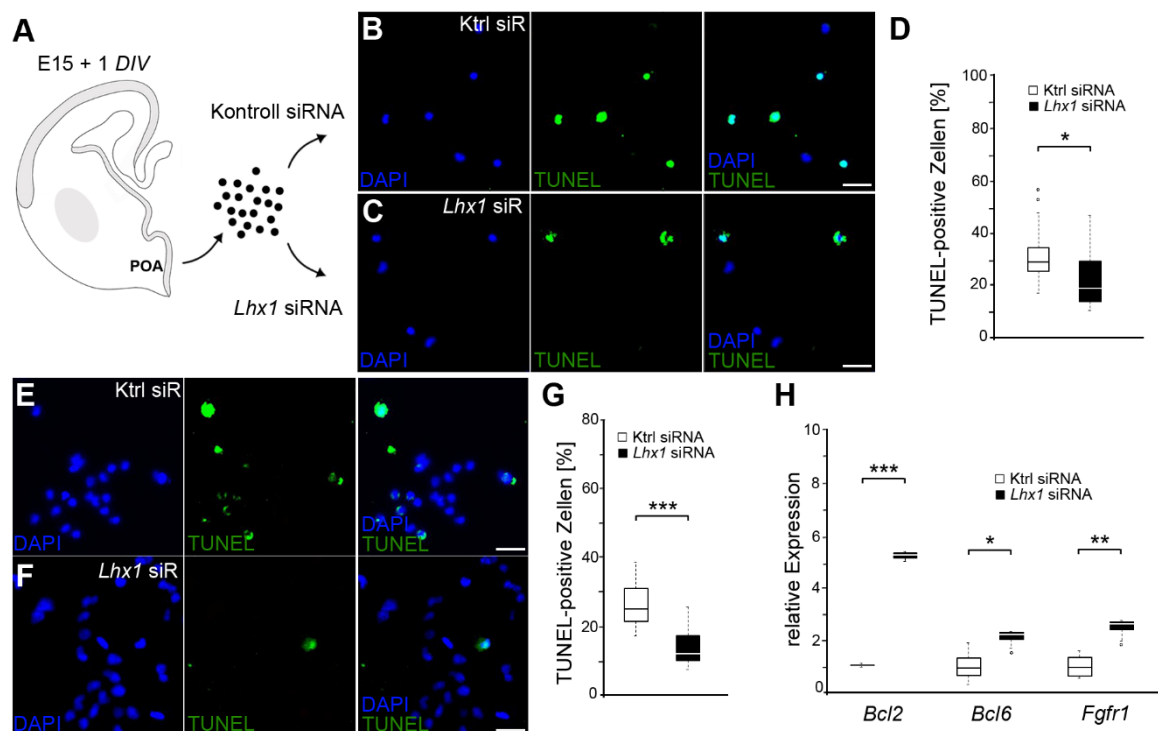 A
E15 + 1 DIV
POA
Kontroll siRNA
Lhx1 siRNA
B
Ktrl siR
DAPI
TUNEL
DAPI
TUNEL
C
Lhx1 siR
DAPI
TUNEL
DAPI
TUNEL
D
TUNEL-positive Zellen [%]
100
80
60
40
20
0
Ktrl siRNA
Lhx1 siRNA
*
E
Ktrl siR
DAPI
TUNEL
DAPI
TUNEL
F
Lhx1 siR
DAPI
TUNEL
DAPI
TUNEL
G
TUNEL-positive Zellen [%]
80
60
40
20
0
Ktrl siRNA
Lhx1 siRNA
***
H
relative Expression
10
8
6
4
2
0
Ktrl siRNA
Lhx1 siRNA
***
*
**
Bcl2 Bcl6 Fgfr1